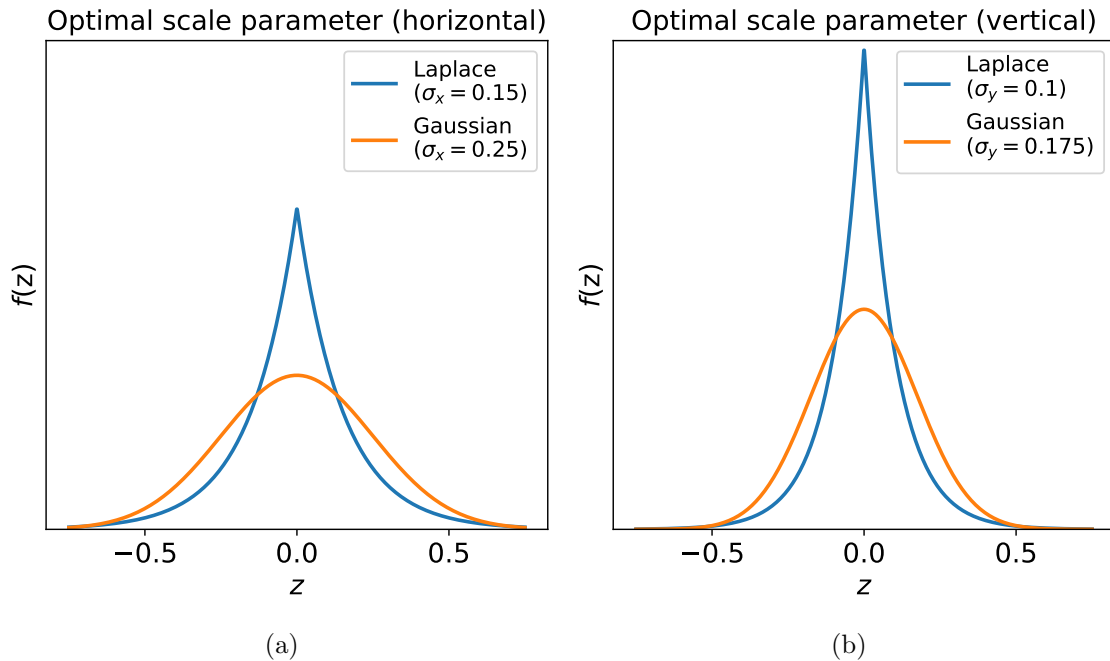 Optimal scale parameter (horizontal)
Laplace
(σx = 0.15)
Gaussian
(σx = 0.25)
f(z)
−0.5
0.0
0.5
z
(a)
Optimal scale parameter (vertical)
Laplace
(σy = 0.1)
Gaussian
(σy = 0.175)
f(z)
−0.5
0.0
0.5
z
(b)